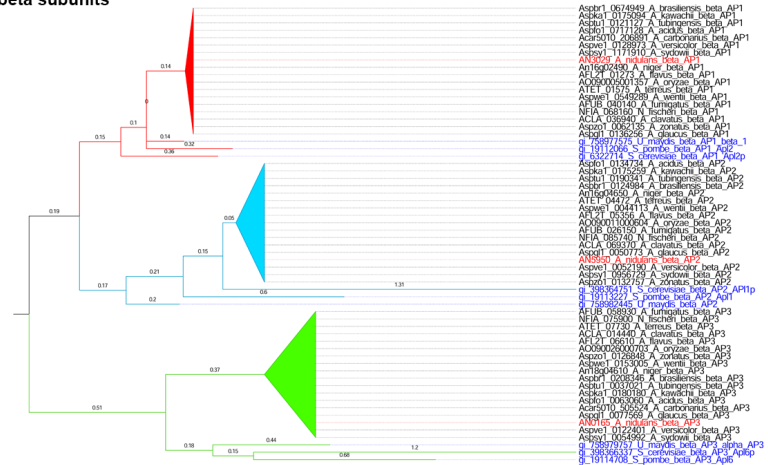 beta subunits
Aspbr1_0674949_A_brasiliensis_beta_AP1
Aspka1_0175094_A_kawachii_beta_AP1
Asptu1_0121127_A_tubingensis_beta_AP1
Aspfo1_0717128_A_acidus_beta_AP1
Acar5010_206891_A_carbonarius_beta_AP1
Aspve1_0128973_A_versicolor_beta_AP1
Aspsy1_1171910_A_sydowii_beta_AP1
AN3029_A_nidulans_beta_AP1
An16g02490_A_niger_beta_AP1
AFL2T_01273_A_flavus_beta_AP1
AO090005001357_A_oryzae_beta_AP1
ATET_01575_A_terreus_beta_AP1
Aspwe1_0549289_A_wentii_beta_AP1
AFUB_040140_A_fumigatus_beta_AP1
NFIA_068160_N_fischeri_beta_AP1
ACLA_036940_A_clavatus_beta_AP1
Aspzo1_0062135_A_zonatus_beta_AP1
Aspgl1_0136256_A_glaucus_beta_AP1
gi_758977575_U_maydis_beta_AP1_beta_1
gi_19112066_S_pombe_beta_AP1_Apl2
gi_6322714_S_cerevisiae_beta_AP1_Apl2p
Aspfo1_0134734_A_acidus_beta_AP2
Aspka1_0175259_A_kawachii_beta_AP2
Asptu1_0190341_A_tubingensis_beta_AP2
Aspbr1_0124984_A_brasiliensis_beta_AP2
An16g04650_A_niger_beta_AP2
ATET_04472_A_terreus_beta_AP2
Aspwe1_0044113_A_wentii_beta_AP2
AFL2T_05356_A_flavus_beta_AP2
AO090011000604_A_oryzae_beta_AP2
AFUB_026150_A_fumigatus_beta_AP2
NFIA_085740_N_fischeri_beta_AP2
ACLA_069370_A_clavatus_beta_AP2
Aspgl1_0050773_A_glaucus_beta_AP2
AN5950_A_nidulans_beta_AP2
Aspve1_0052190_A_versicolor_beta_AP2
Aspsy1_0956729_A_sydowii_beta_AP2
Aspzo1_0132757_A_zonatus_beta_AP2
gi_398364751_S_cerevisiae_beta_AP2_APl1p
gi_19113227_S_pombe_beta_AP2_Apl1
gi_758982445_U_maydis_beta_AP2
AFUB_058930_A_fumigatus_beta_AP3
NFIA_075900_N_fischeri_beta_AP3
ATET_07730_A_terreus_beta_AP3
ACLA_014440_A_clavatus_beta_AP3
AFL2T_06610_A_flavus_beta_AP3
AO090026000703_A_oryzae_beta_AP3
Aspzo1_0126848_A_zonatus_beta_AP3
Aspwe1_0153005_A_wentii_beta_AP3
An18g04610_A_niger_beta_AP3
Aspbr1_0208346_A_brasiliensis_beta_AP3
Asptu1_0037021_A_tubingensis_beta_AP3
Aspka1_0180180_A_kawachii_beta_AP3
Aspfo1_0063060_A_acidus_beta_AP3
Acar5010_505524_A_carbonarius_beta_AP3
Aspgl1_0077569_A_glaucus_beta_AP3
AN0165_A_nidulans_beta_AP3
Aspve1_0122401_A_versicolor_beta_AP3
Aspsy1_0054992_A_sydowii_beta_AP3
gi_758979757_U_maydis_beta_AP3_alpha_AP3
gi_398366337_S_cerevisiae_beta_AP3_Apl6p
gi_19114708_S_pombe_beta_AP3_Apl6
0.14
0
0.1
0.15
0.14
0.32
0.36
0.19
0.05
0.15
1.31
0.6
0.21
0.17
0.2
0.37
0.51
0.44
0.18
1.2
0.15
0.68